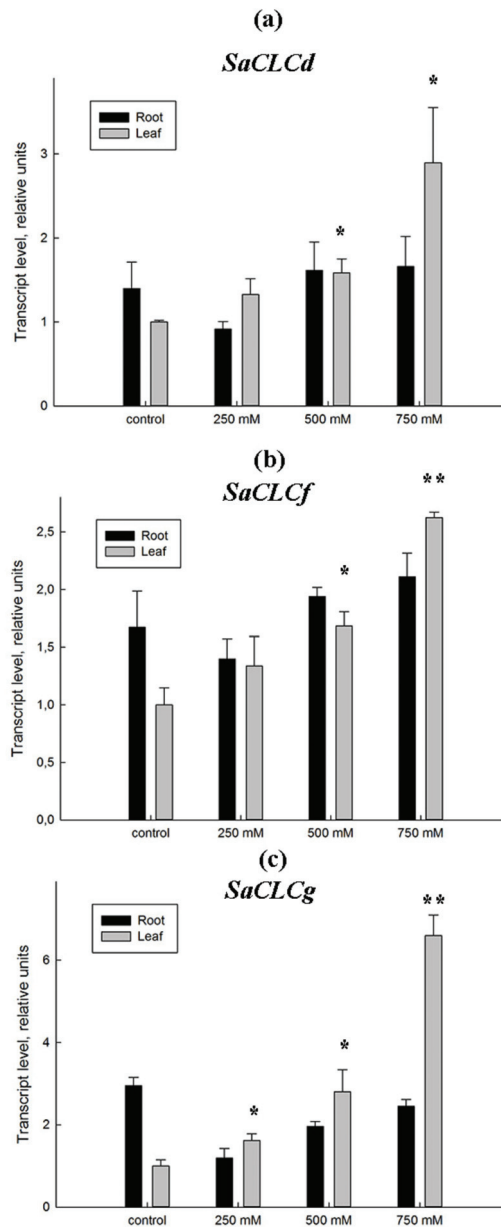 (a)
SaCLCd
*
Root
Leaf
3
*
2
1
0
Transcript level, relative units
control 250 mM 500 mM 750 mM
(b)
SaCLCf
**
2,5
Root
Leaf
*
2,0
1,5
1,0
0,5
0,0
Transcript level, relative units
control 250 mM 500 mM 750 mM
(c)
SaCLCg
**
Root
Leaf
6
*
4
*
2
0
Transcript level, relative units
control 250 mM 500 mM 750 mM